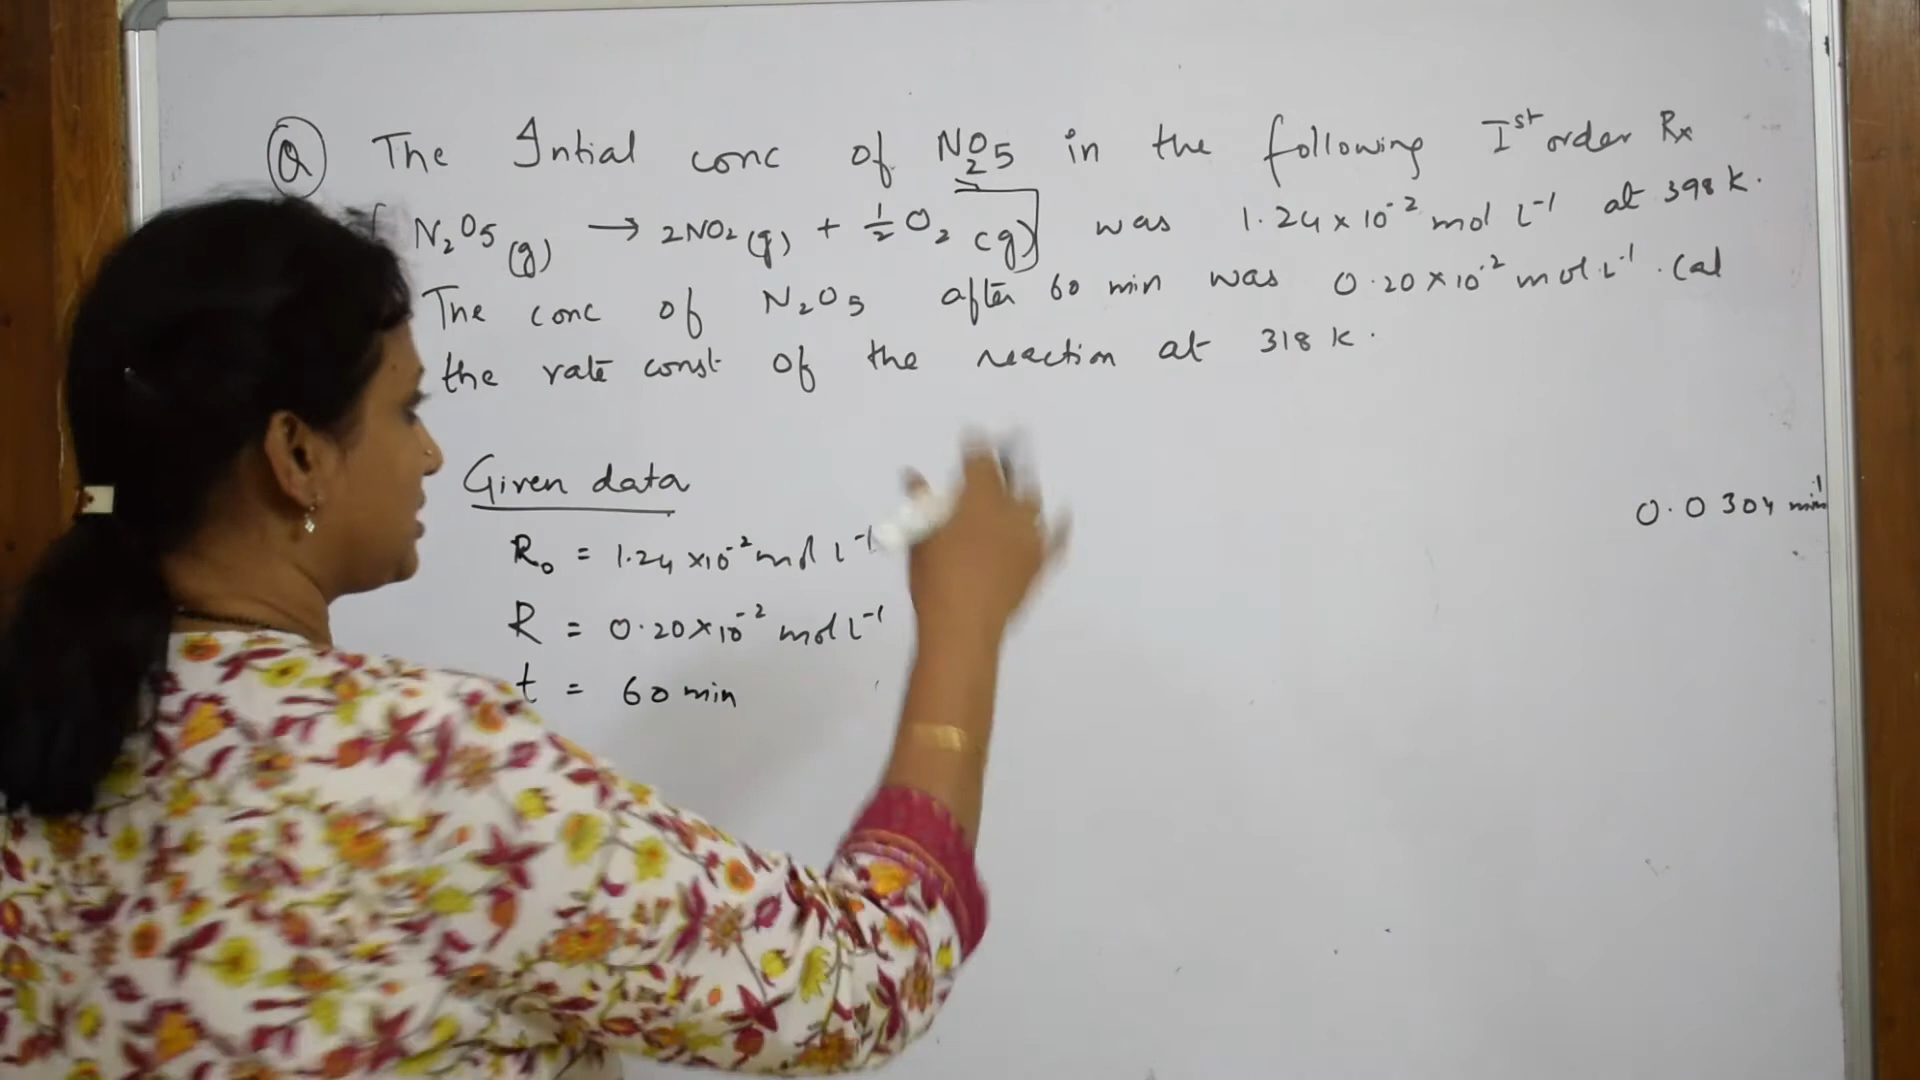 Q The Intial conc of N2O5 in the following Ist order Rx
N2O5 (g) → 2NO2 (g) + 1/2 O2 (g) was 1.24 x 10^-2 mol L^-1 at 398 K.
The conc of N2O5 after 60 min was 0.20 x 10^-2 mol L^-1. Cal
the rate const of the reaction at 318 K.
Given data
R0 = 1.24 x 10^-2 mol L^-1
R = 0.20 x 10^-2 mol L^-1
t = 60 min
0.0304 min^-1